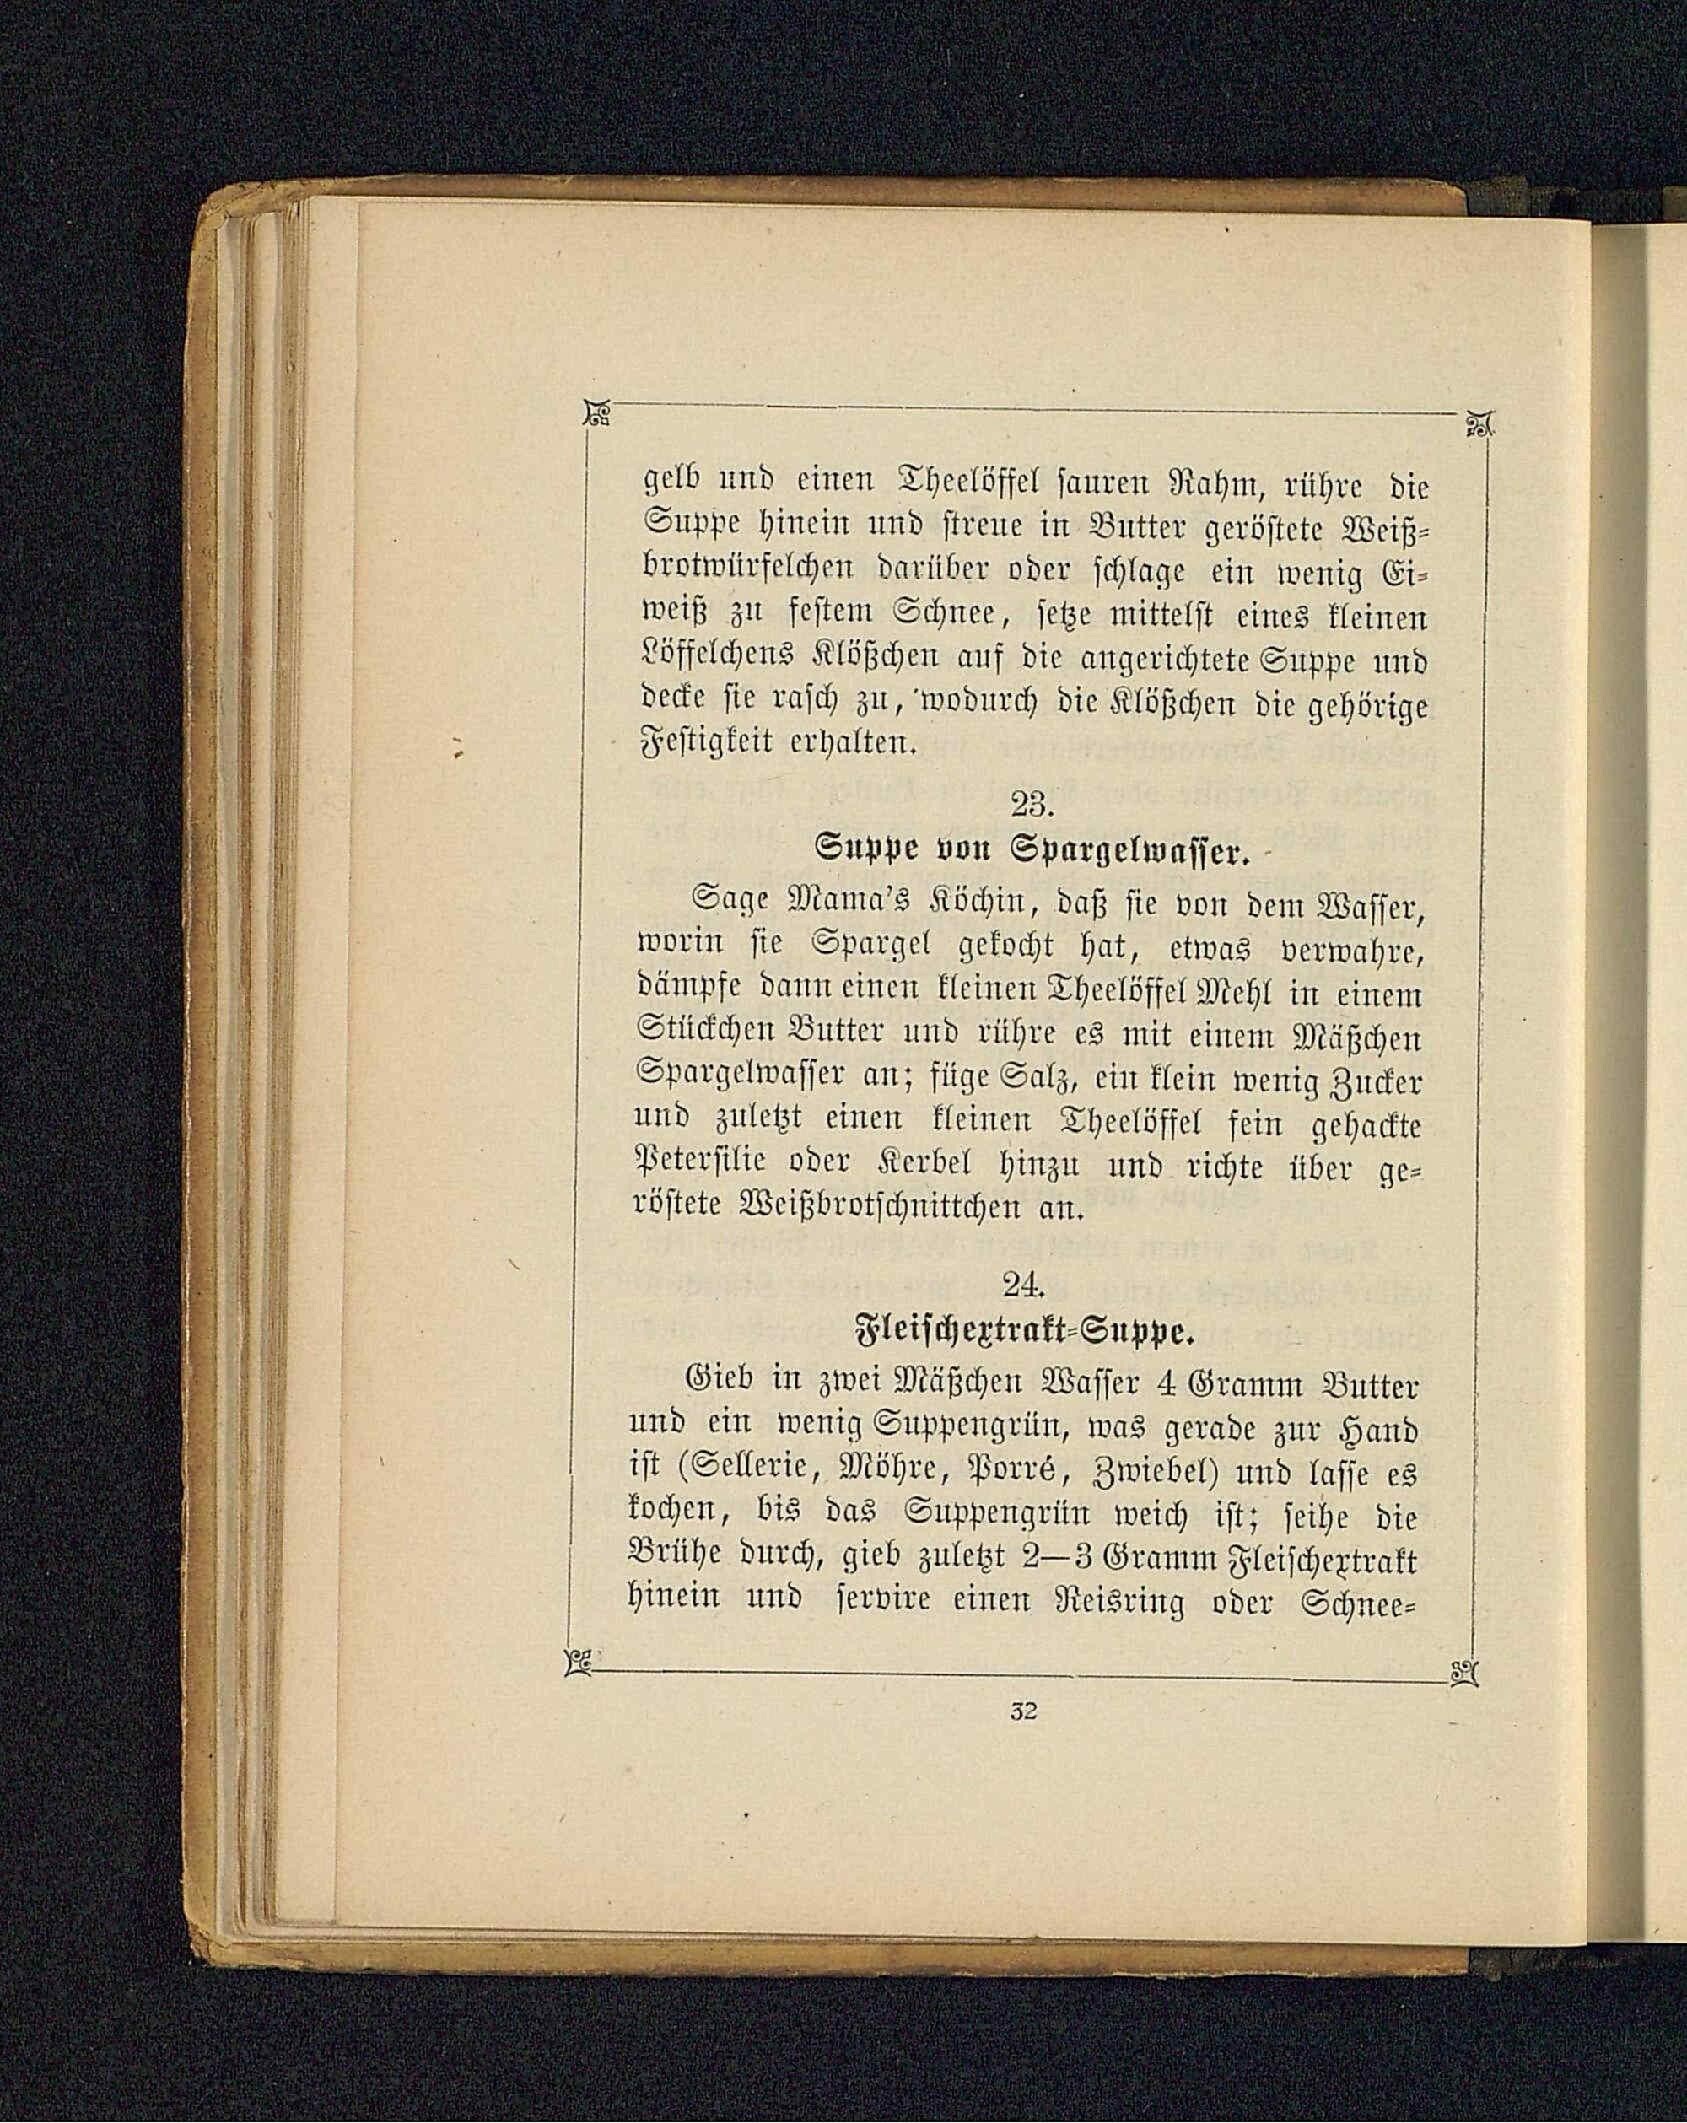 gelb und einen Theelöffel sauren Rahm, rühre die
Suppe hinein und streue in Butter geröstete Weiß-
brotwürfelchen darüber oder schlage ein wenig Ei-
weiß zu festem Schnee, setze mittelst eines kleinen
Löffelchens Klößchen auf die angerichtete Suppe und
decke sie rasch zu, wodurch die Klößchen die gehörige
Festigkeit erhalten.
23.
Suppe von Spargelwasser.
Sage Mama's Köchin, daß sie von dem Wasser,
worin sie Spargel gekocht hat, etwas verwahre,
dämpfe dann einen kleinen Theelöffel Mehl in einem
Stückchen Butter und rühre es mit einem Mäßchen
Spargelwasser an; füge Salz, ein klein wenig Zucker
und zuletzt einen kleinen Theelöffel fein gehackte
Petersilie oder Kerbel hinzu und richte über ge-
röstete Weißbrotschnittchen an.
24.
Fleischextrakt-Suppe.
Gieb in zwei Mäßchen Wasser 4 Gramm Butter
und ein wenig Suppengrün, was gerade zur Hand
ist (Sellerie, Möhre, Porré, Zwiebel) und lasse es
kochen, bis das Suppengrün weich ist; seihe die
Brühe durch, gieb zuletzt 2—3 Gramm Fleischextrakt
hinein und servire einen Reisring oder Schnee-
32